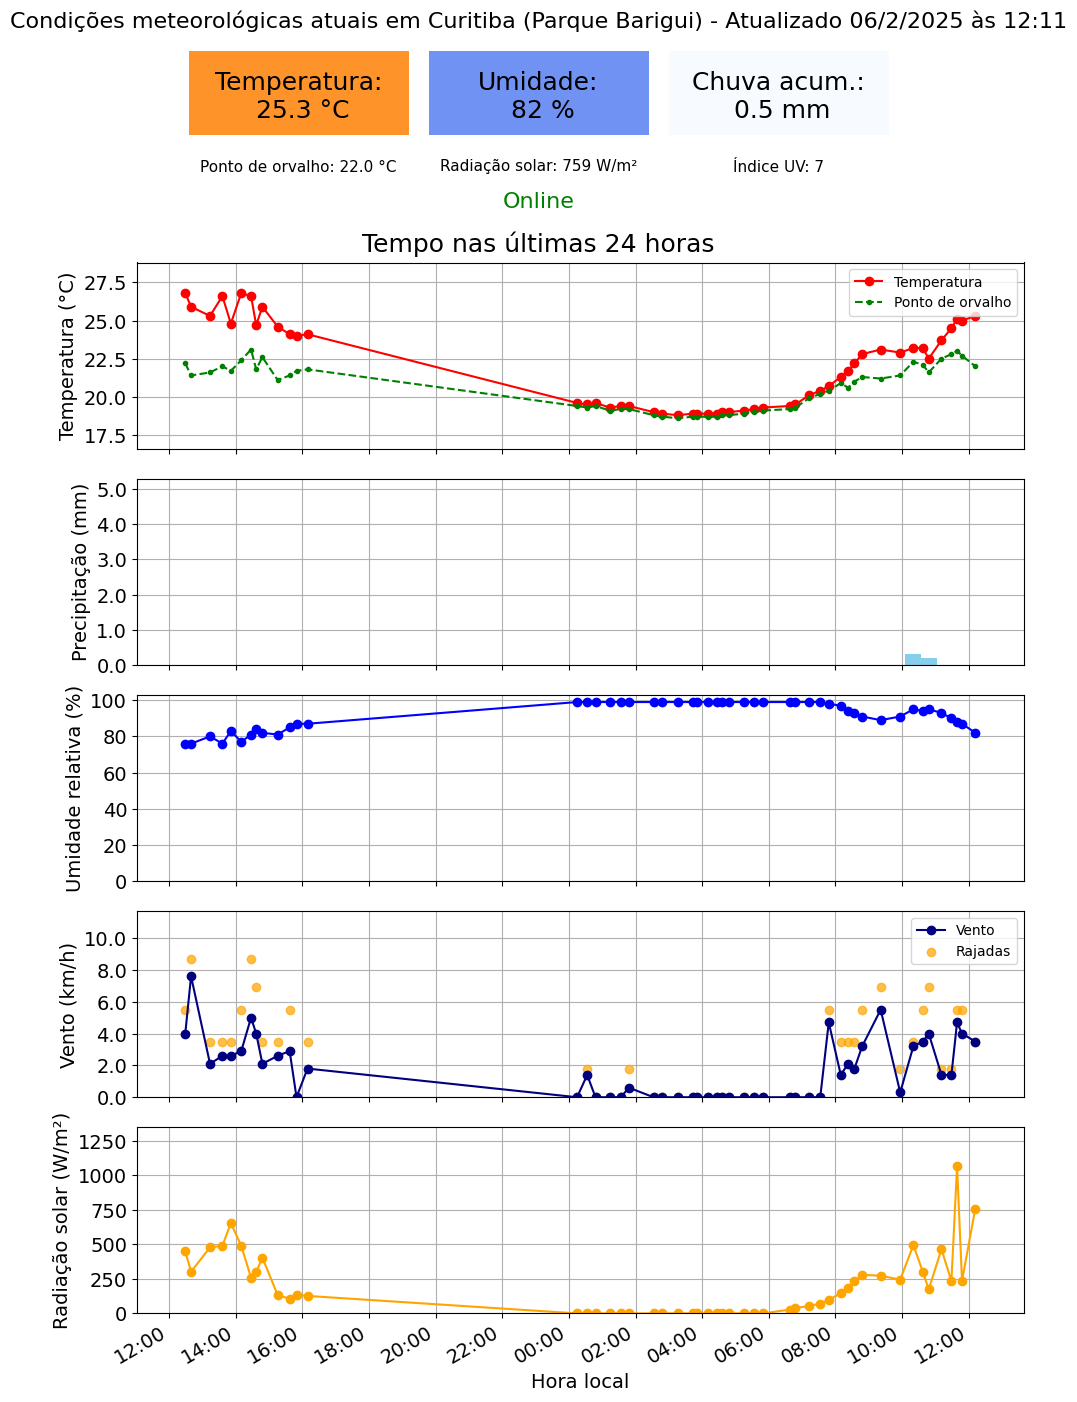 Condições meteorológicas atuais em Curitiba (Parque Barigui) - Atualizado 06/2/2025 às 12:11
Temperatura:
25.3 °C
Umidade:
82 %
Chuva acum.:
0.5 mm
Ponto de orvalho: 22.0 °C
Radiação solar: 759 W/m²
Índice UV: 7
Online
Tempo nas últimas 24 horas
Temperatura (°C)
27.5
25.0
22.5
20.0
17.5
Temperatura
Ponto de orvalho
Precipitação (mm)
5.0
4.0
3.0
2.0
1.0
0.0
Umidade relativa (%)
100
80
60
40
20
0
Vento (km/h)
10.0
8.0
6.0
4.0
2.0
0.0
Vento
Rajadas
Radiação solar (W/m²)
1250
1000
750
500
250
0
12:00
14:00
16:00
18:00
20:00
22:00
00:00
02:00
04:00
06:00
08:00
10:00
12:00
Hora local